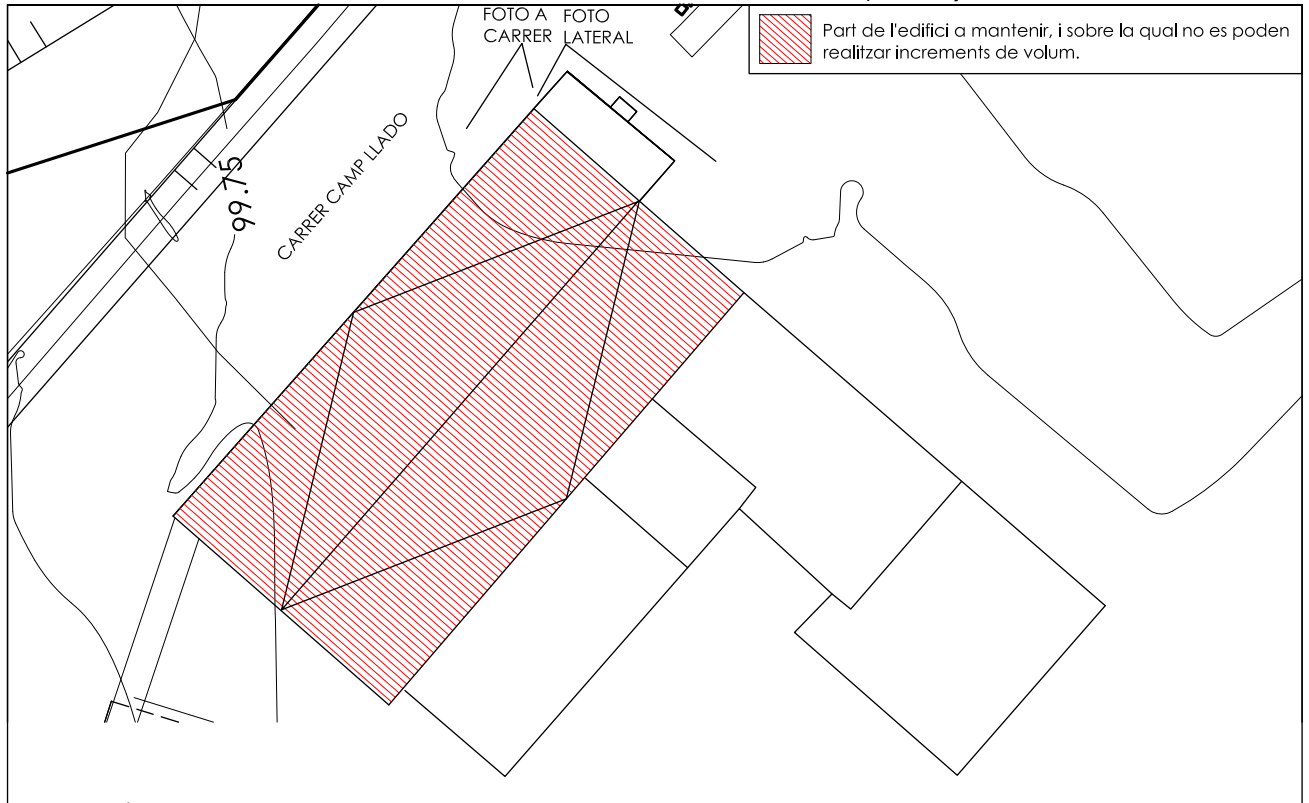 FOTO A
CARRER
FOTO
LATERAL
Part de l'edifici a mantenir, i sobre la qual no es poden
realitzar increments de volum.
CARRER CAMP LLADO
99.75